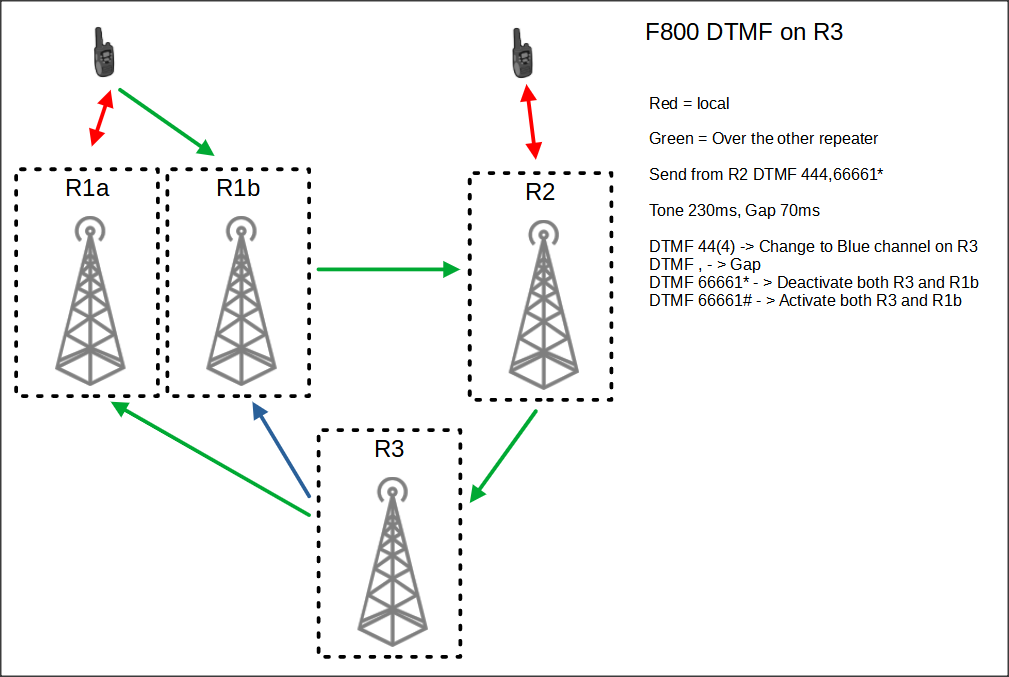 F800 DTMF on R3
Red = local
Green = Over the other repeater
Send from R2 DTMF 444,66661*
Tone 230ms, Gap 70ms
DTMF 44(4) -> Change to Blue channel on R3
DTMF , - > Gap
DTMF 66661* - > Deactivate both R3 and R1b
DTMF 66661# - > Activate both R3 and R1b
R1a
R1b
R2
R3